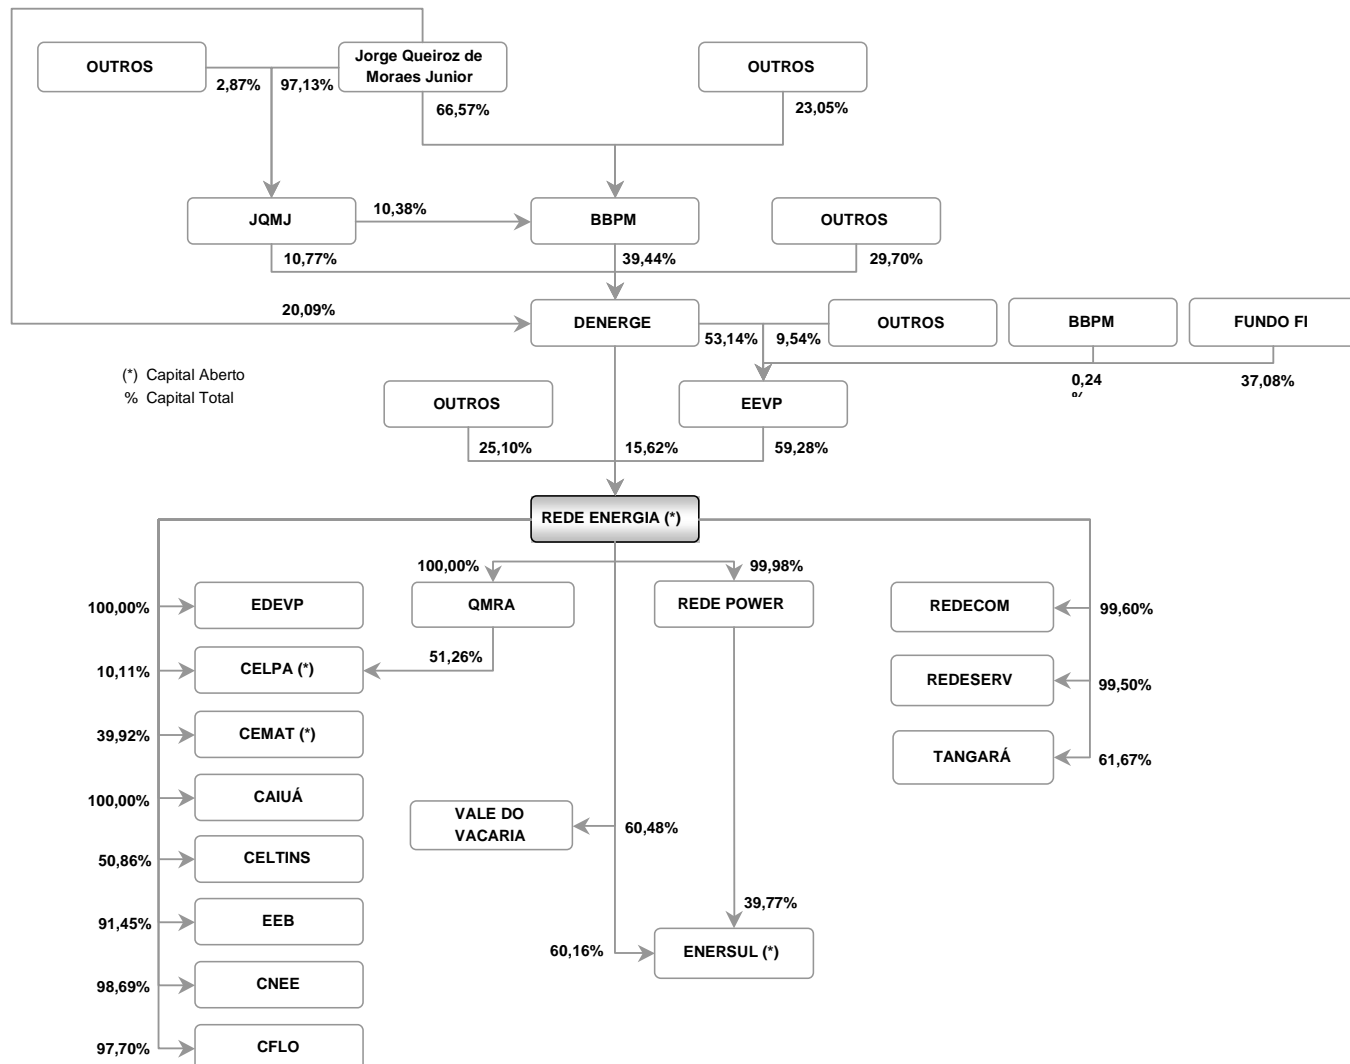 OUTROS
2,87%
97,13%
Jorge Queiroz de
Moraes Junior
66,57%
OUTROS
23,05%
JQMJ
10,38%
BBPM
OUTROS
10,77%
39,44%
29,70%
20,09%
DENERGE
53,14%
9,54%
OUTROS
BBPM
FUNDO FI
0,24
%
37,08%
(*) Capital Aberto
% Capital Total
OUTROS
EEVP
25,10%
15,62%
59,28%
REDE ENERGIA (*)
100,00%
99,98%
100,00%
EDEVP
QMRA
REDE POWER
REDECOM
99,60%
51,26%
10,11%
CELPA (*)
REDESERV
99,50%
39,92%
CEMAT (*)
TANGARÁ
61,67%
100,00%
CAIUÁ
VALE DO
VACARIA
60,48%
50,86%
CELTINS
91,45%
EEB
39,77%
60,16%
ENERSUL (*)
98,69%
CNEE
97,70%
CFLO